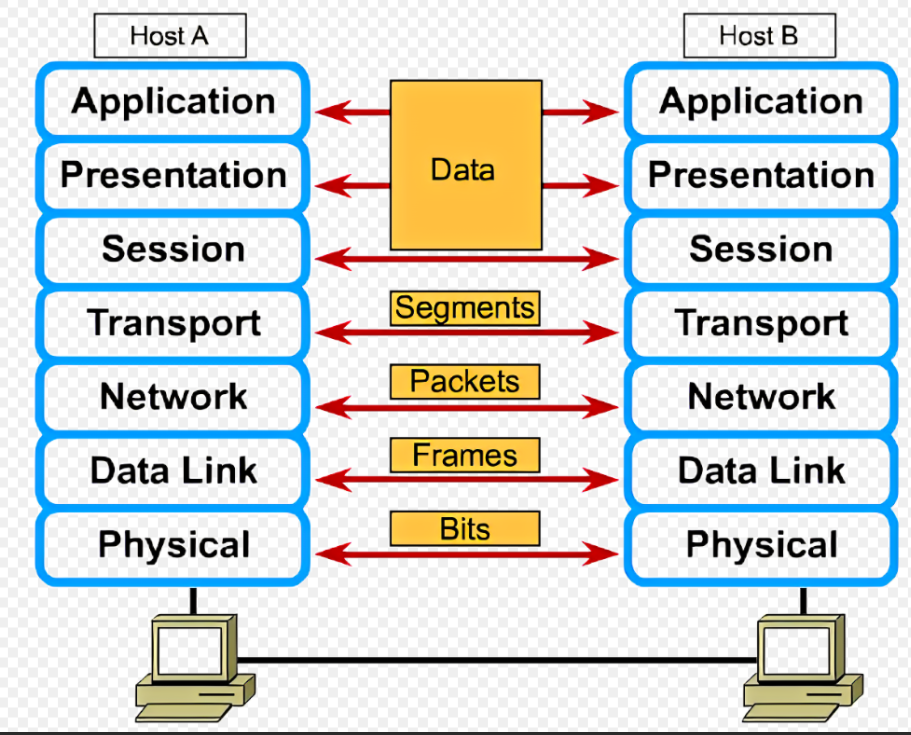 Host A
Host B
Application
Application
Presentation
Data
Presentation
Session
Session
Segments
Transport
Transport
Packets
Network
Network
Frames
Data Link
Data Link
Bits
Physical
Physical